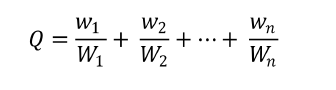 Q = w₁/W₁ + w₂/W₂ + ⋯ + wₙ/Wₙ